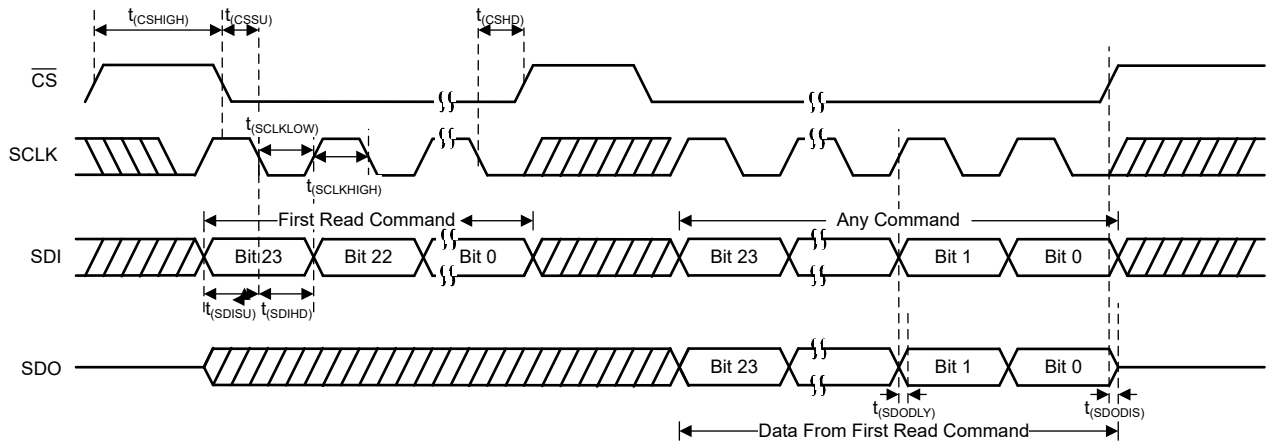 t(CSHIGH) t(CSSU) t(CSHD)
CS
t(SCLKLOW)
SCLK
t(SCLKHIGH)
First Read Command Any Command
SDI Bit 23 Bit 22 Bit 0 Bit 23 Bit 1 Bit 0
t(SDISU) t(SDIHD)
SDO Bit 23 Bit 1 Bit 0
t(SDODLY) t(SDODIS)
Data From First Read Command